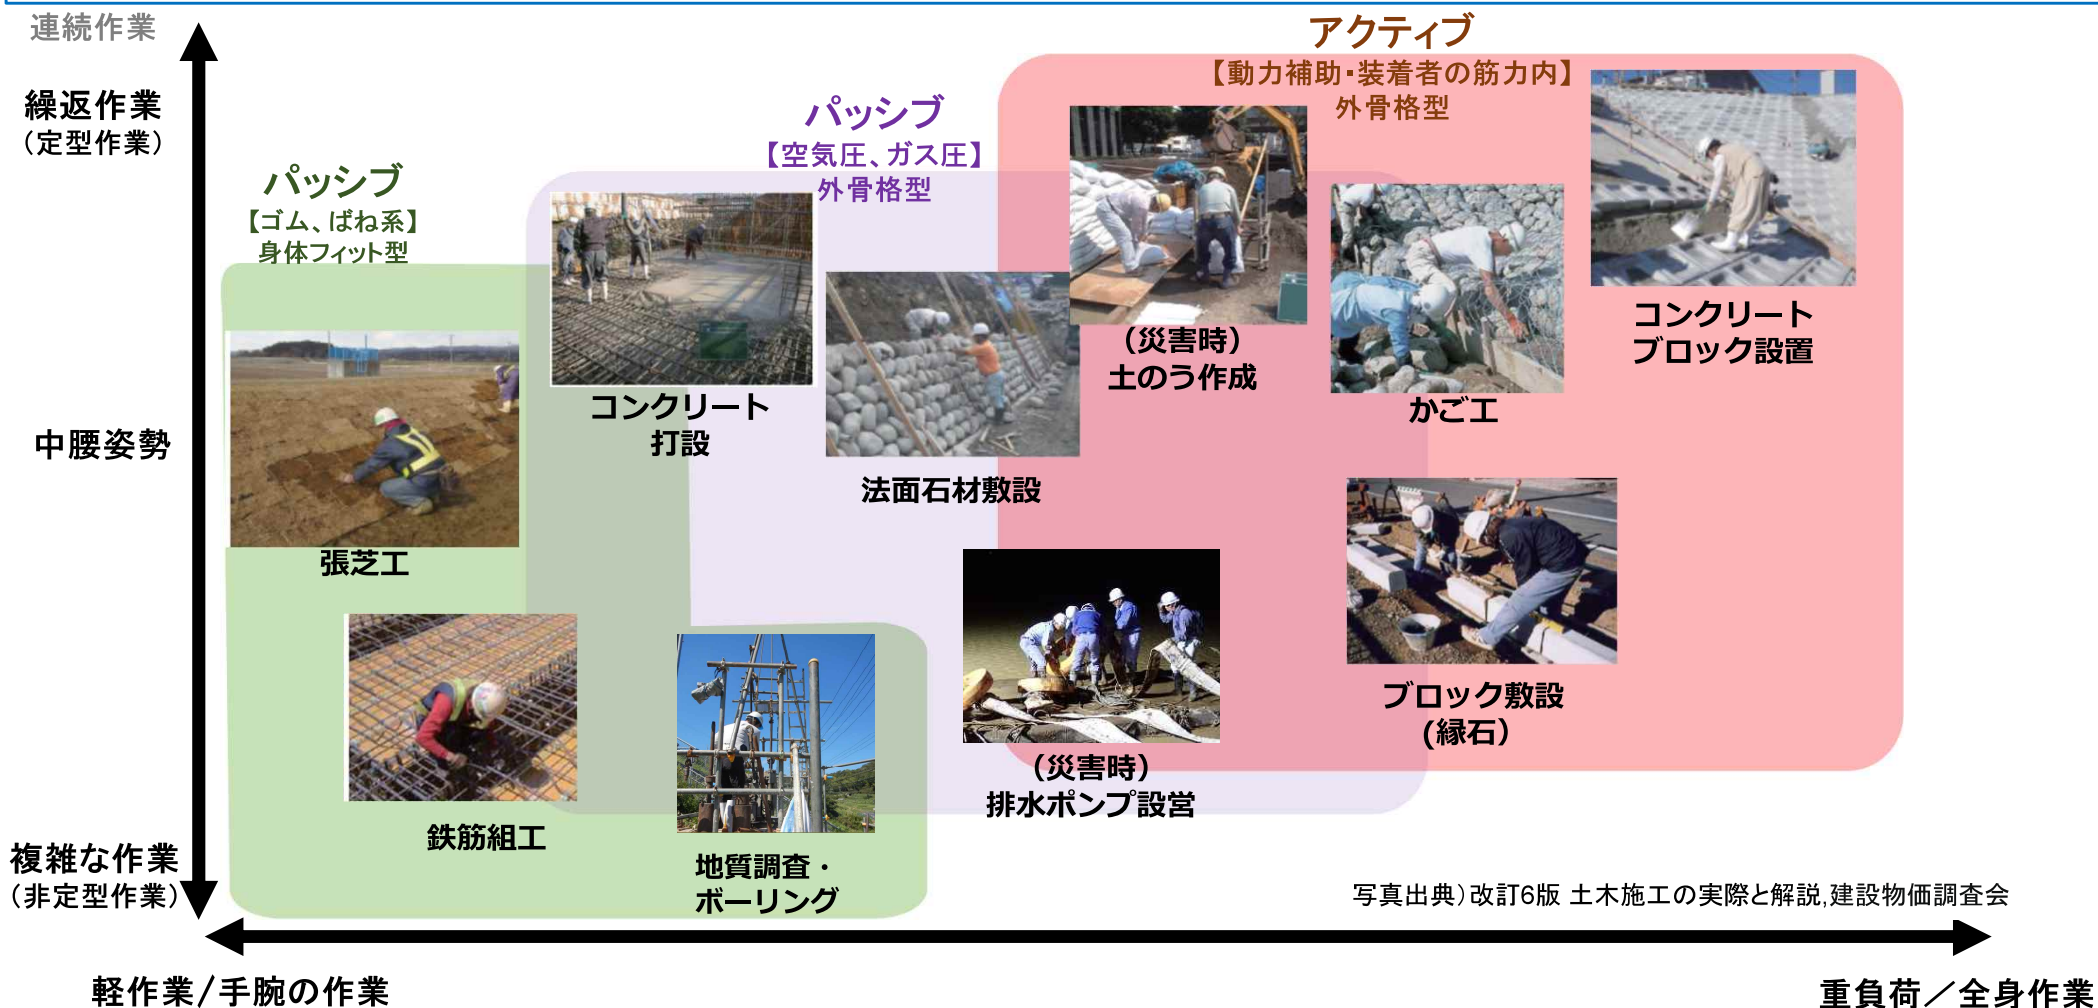 連続作業
繰返作業
（定型作業）
中腰姿勢
複雑な作業
（非定型作業）
パッシブ
【ゴム、ばね系】
身体フィット型
パッシブ
【空気圧、ガス圧】
外骨格型
アクティブ
【動力補助・装着者の筋力内】
外骨格型
張芝工
鉄筋組工
コンクリート
打設
地質調査・
ボーリング
法面石材敷設
（災害時）
土のう作成
（災害時）
排水ポンプ設営
かご工
コンクリート
ブロック設置
ブロック敷設
(縁石）
写真出典）改訂6版 土木施工の実際と解説,建設物価調査会
軽作業/手腕の作業
重負荷／全身作業